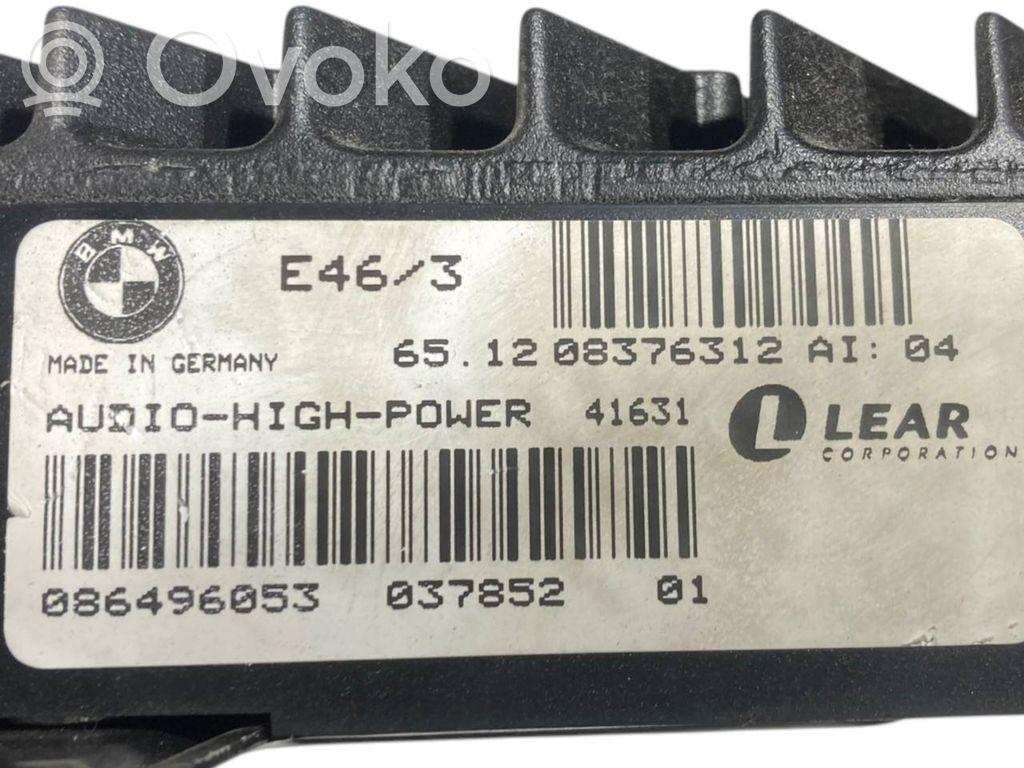 Ovoko
BMW
E46/3
MADE IN GERMANY
65.12 08376312 AI: 04
AUDIO-HIGH-POWER 41631
LEAR
CORPORATION
086496053 037852 01